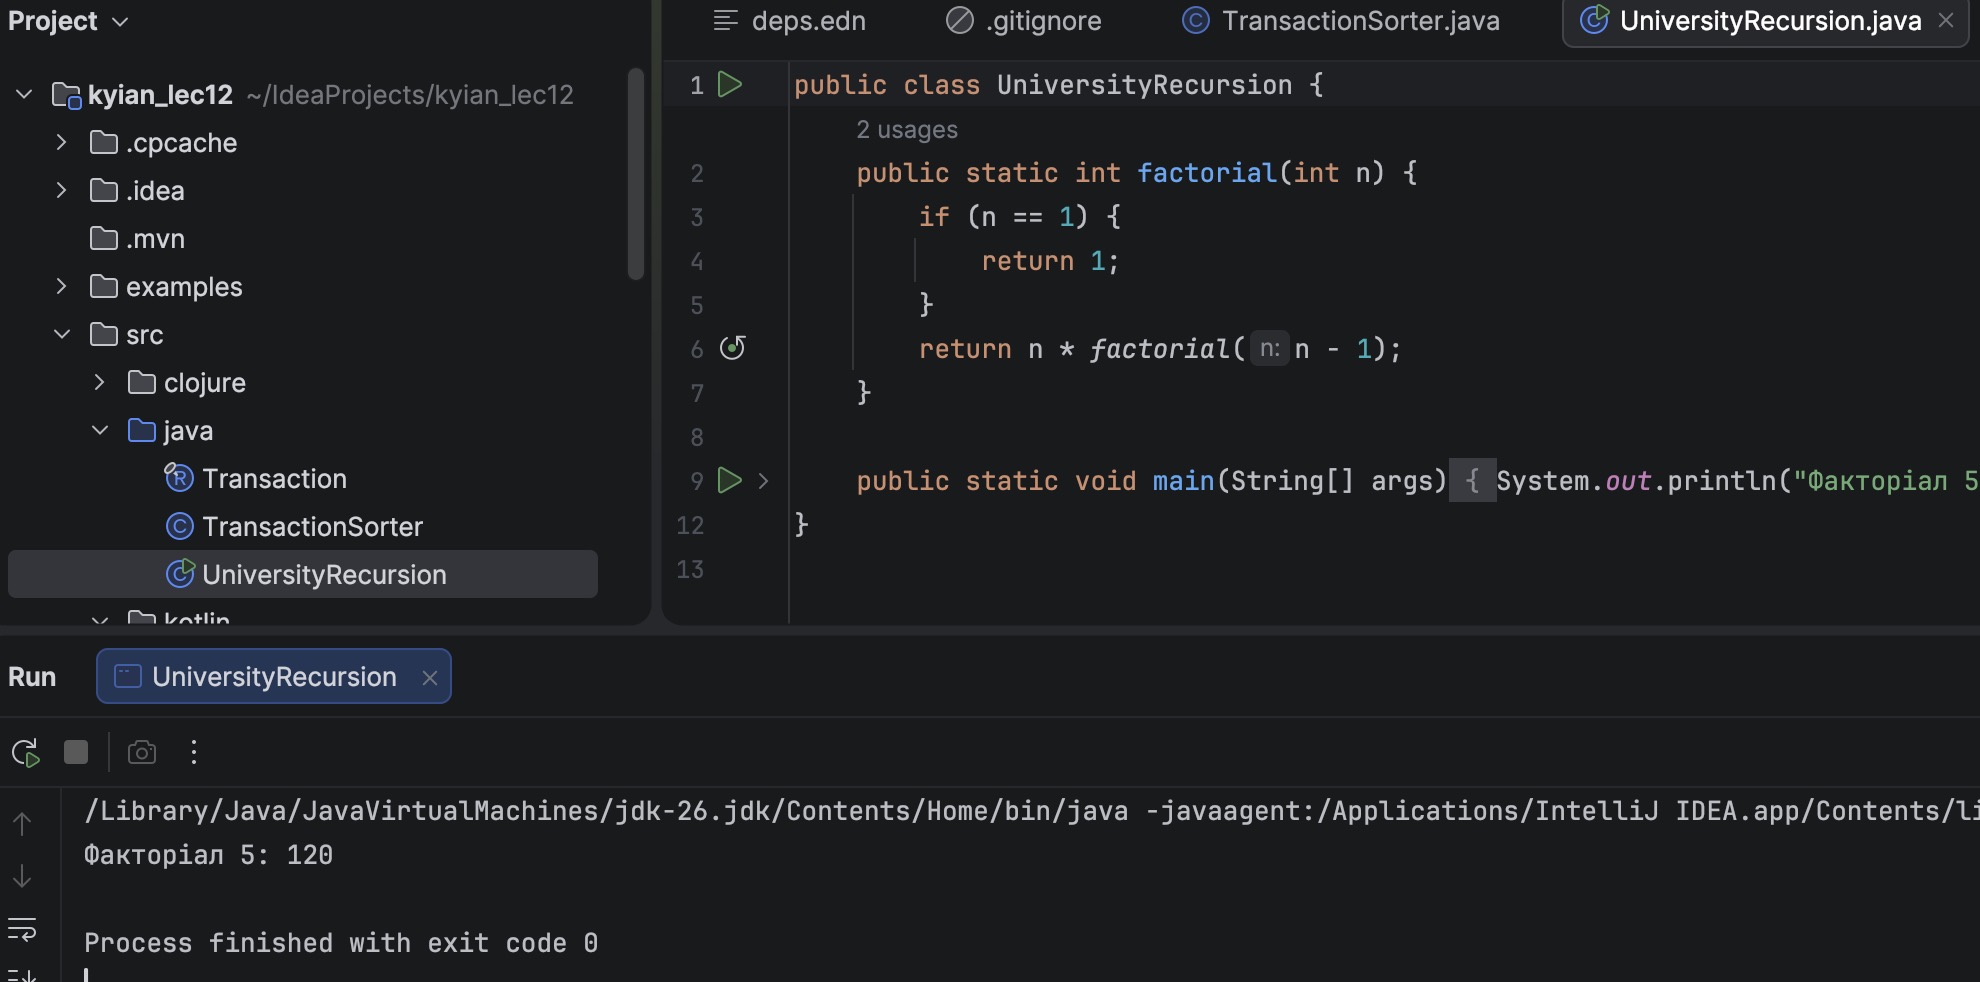 Project
kyian_lec12 ~/IdeaProjects/kyian_lec12
.cpcache
.idea
.mvn
examples
src
clojure
java
Transaction
TransactionSorter
UniversityRecursion
kotlin
deps.edn .gitignore TransactionSorter.java UniversityRecursion.java
1 public class UniversityRecursion {
2 usages
2 public static int factorial(int n) {
3 if (n == 1) {
4 return 1;
5 }
6 return n * factorial( n: n - 1);
7 }
8
9 public static void main(String[] args) { System.out.println("Факторіал 5
12 }
13
Run UniversityRecursion
/Library/Java/JavaVirtualMachines/jdk-26.jdk/Contents/Home/bin/java -javaagent:/Applications/IntelliJ IDEA.app/Contents/li
Факторіал 5: 120
Process finished with exit code 0